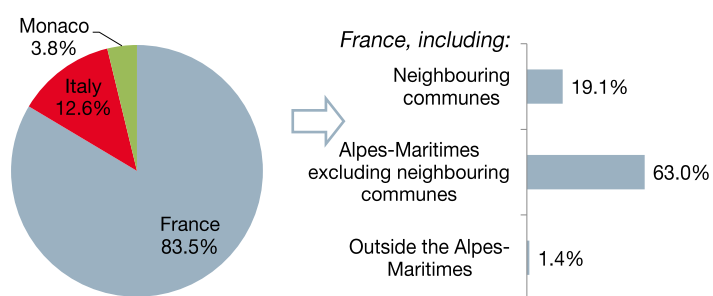 Monaco
3.8%
Italy
12.6%
France
83.5%
France, including:
Neighbouring
communes
19.1%
Alpes-Maritimes
excluding neighbouring
communes
63.0%
Outside the Alpes-
Maritimes
1.4%